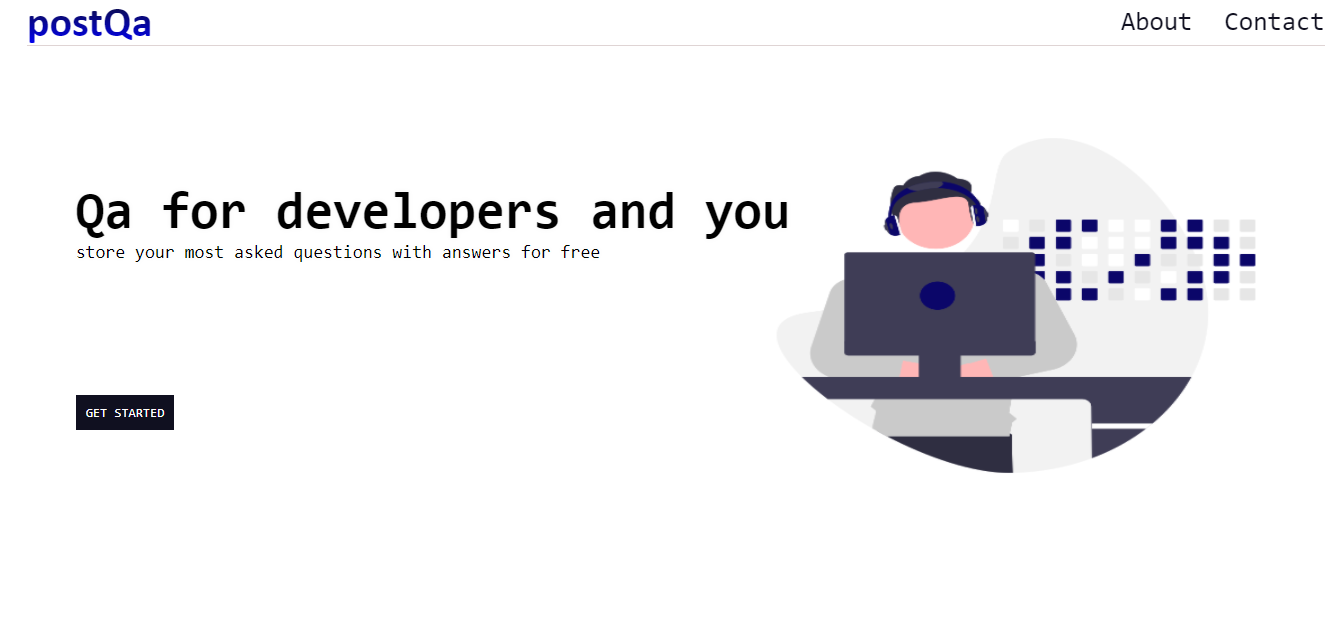 postQa
About Contact
Qa for developers and you
store your most asked questions with answers for free
GET STARTED